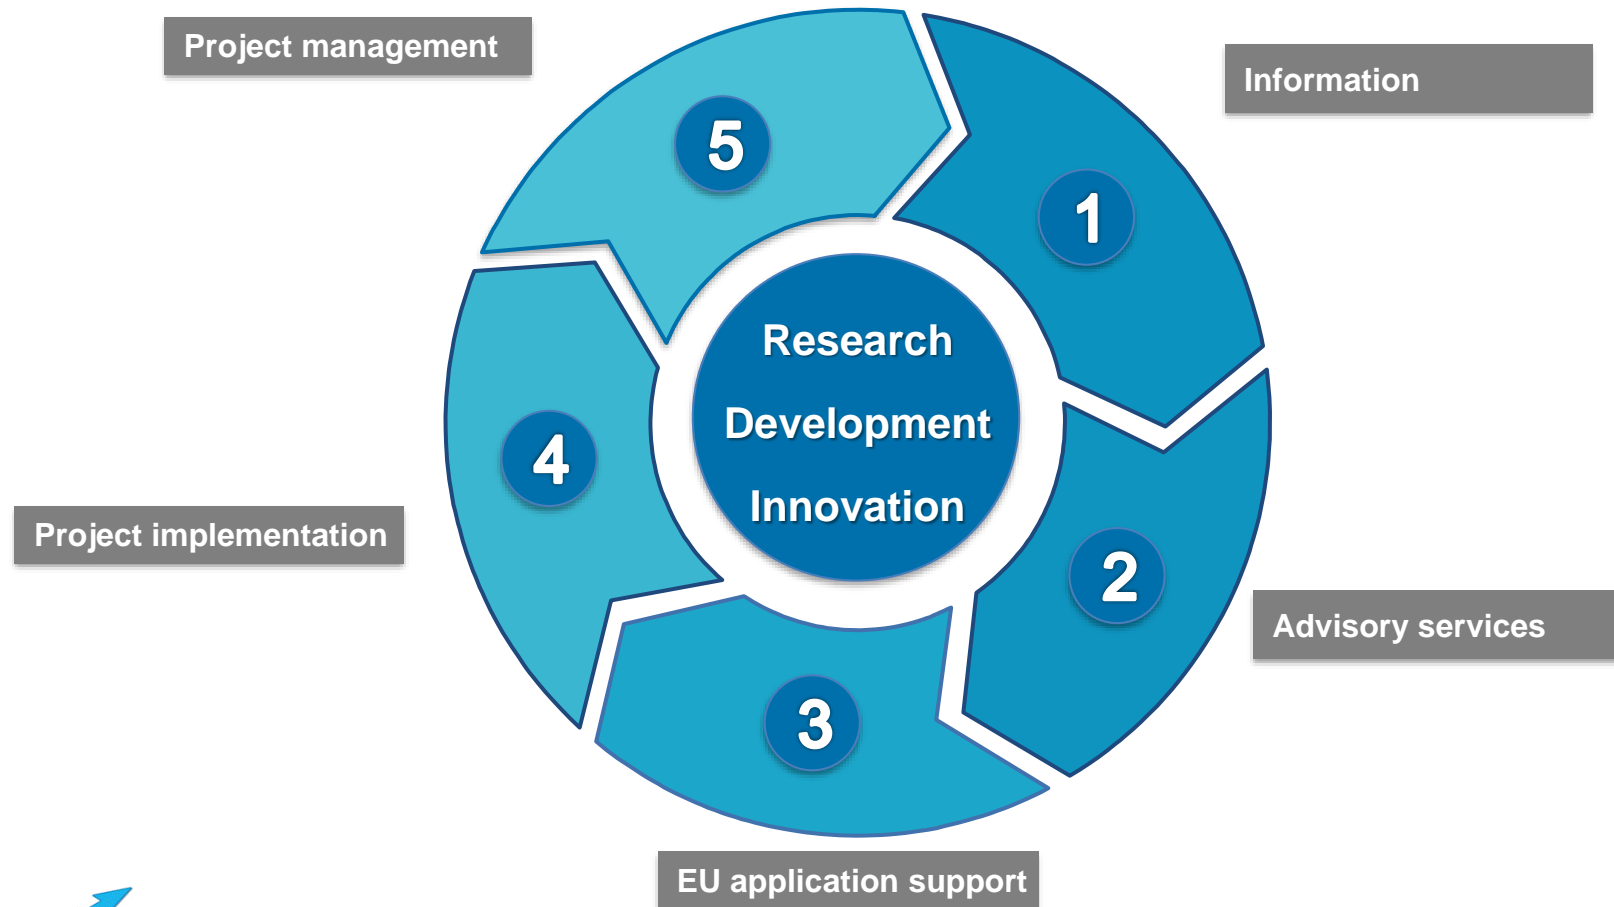 Project management
Information
5
1
Research
Development
Innovation
4
Project implementation
2
Advisory services
3
EU application support